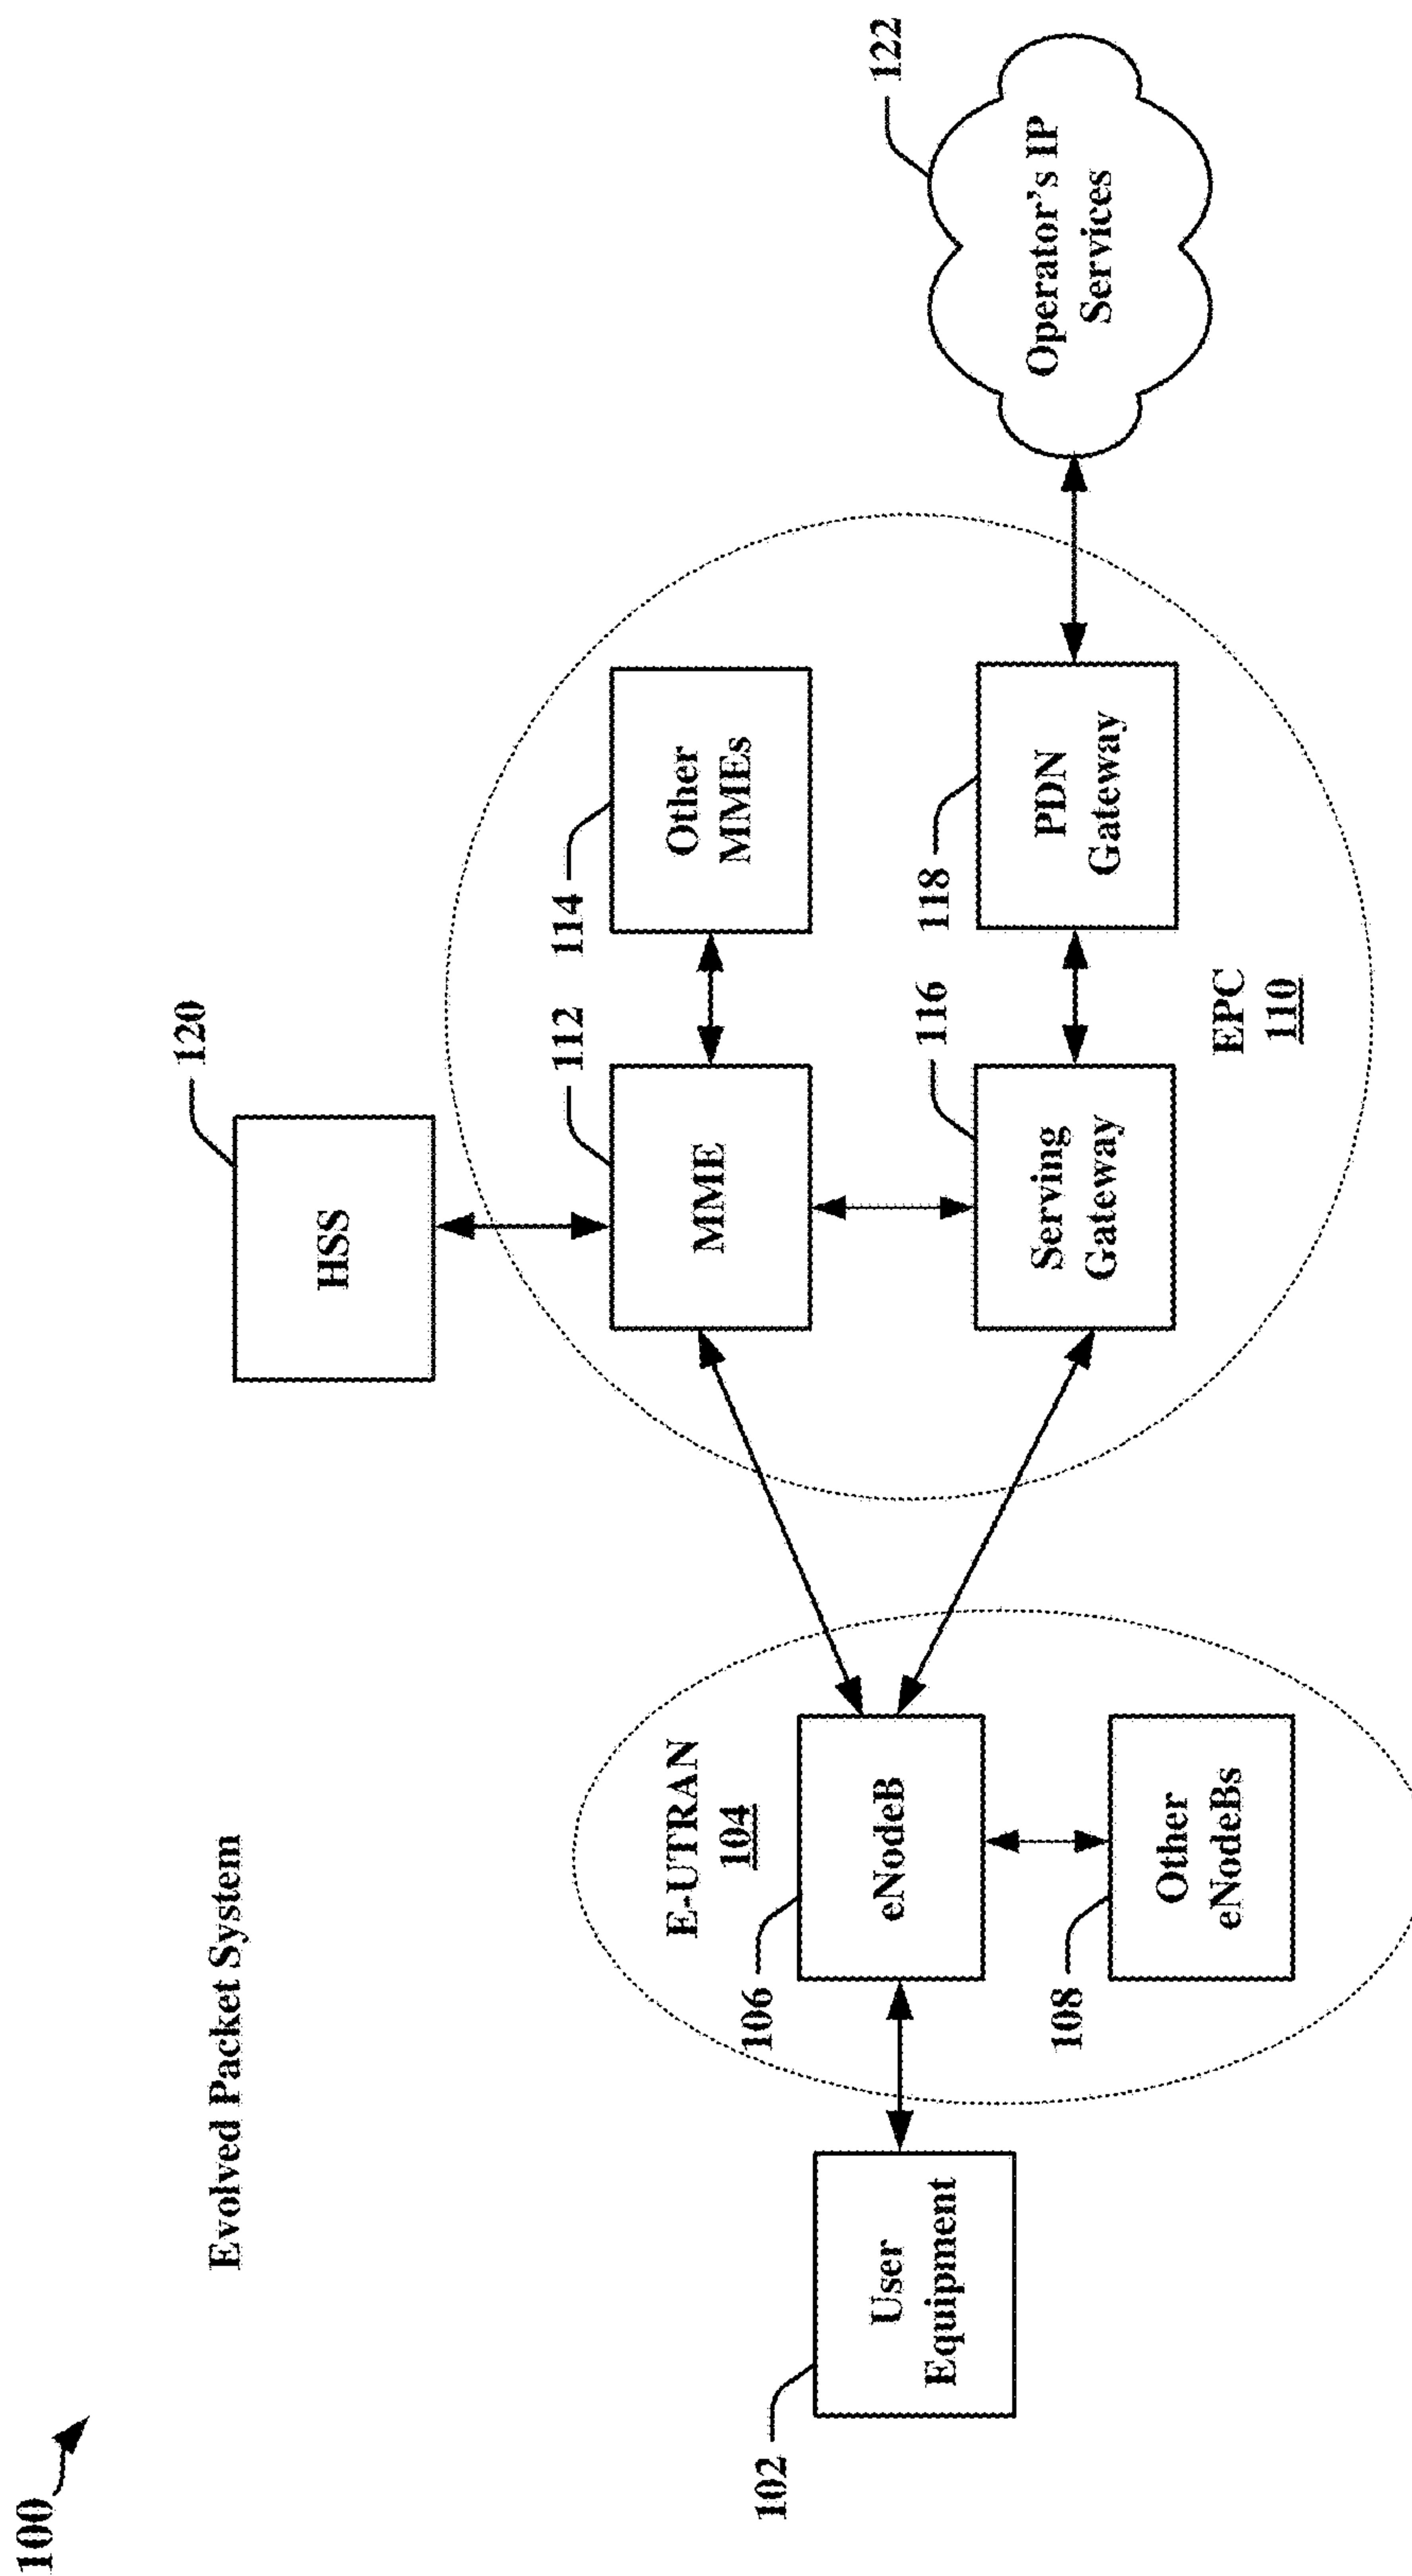 100
Evolved Packet System
120
HSS
E-UTRAN
104
112
114
MME
Other
MMEs
102
User
Equipment
106
eNodeB
116
118
122
Serving
Gateway
PDN
Gateway
Operator's IP
Services
108
Other
eNodeBs
EPC
110